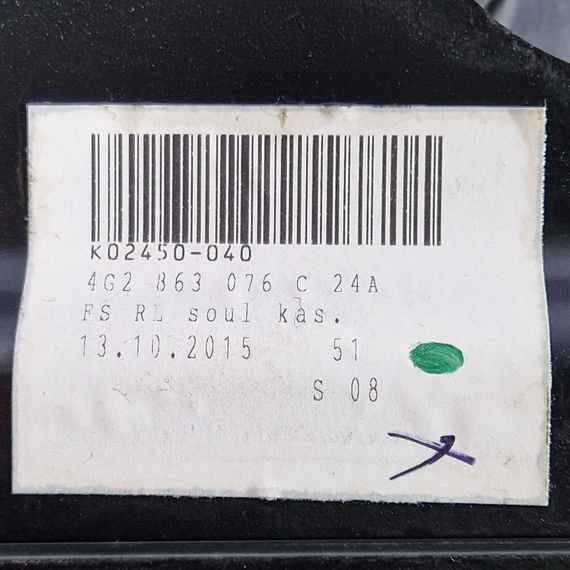 K02450-040
4G2 863 076 C 24A
FS RL soul kas.
13.10.2015 51
S 08